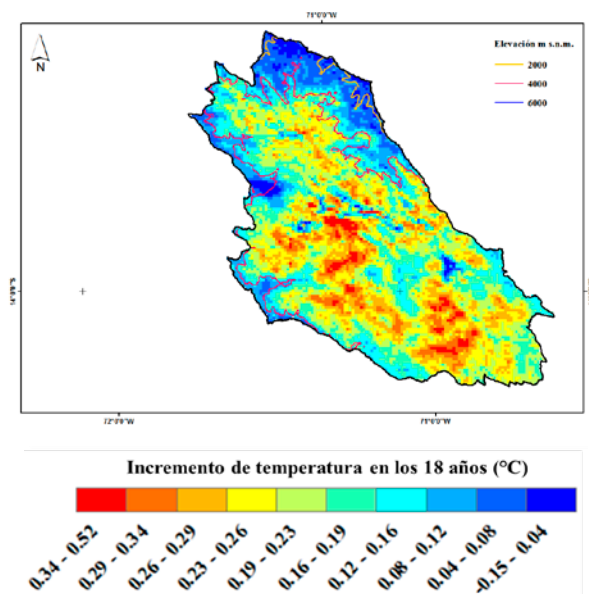 71°0'0"W
N
Elevación m s.n.m.
2000
4000
6000
72°0'0"W
71°0'0"W
Incremento de temperatura en los 18 años (°C)
0.34 - 0.52
0.29 - 0.34
0.26 - 0.29
0.23 - 0.26
0.19 - 0.23
0.16 - 0.19
0.12 - 0.16
0.08 - 0.12
0.04 - 0.08
-0.15 - 0.04